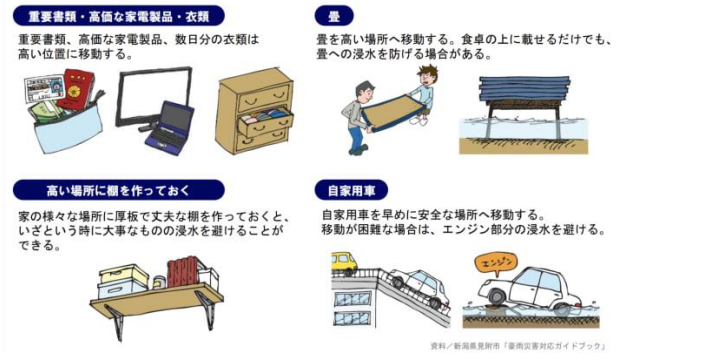 重要書類・高価な家電製品・衣類
重要書類、高価な家電製品、数日分の衣類は
高い位置に移動する。
畳
畳を高い場所へ移動する。食卓の上に載せるだけでも、
畳への浸水を防げる場合がある。
高い場所に棚を作っておく
家の様々な場所に厚板で丈夫な棚を作っておくと、
いざという時に大事なものの浸水を避けることが
できる。
自家用車
自家用車を早めに安全な場所へ移動する。
移動が困難な場合は、エンジン部分の浸水を避ける。
エンジン
資料／新潟県見附市「豪雨災害対応ガイドブック」